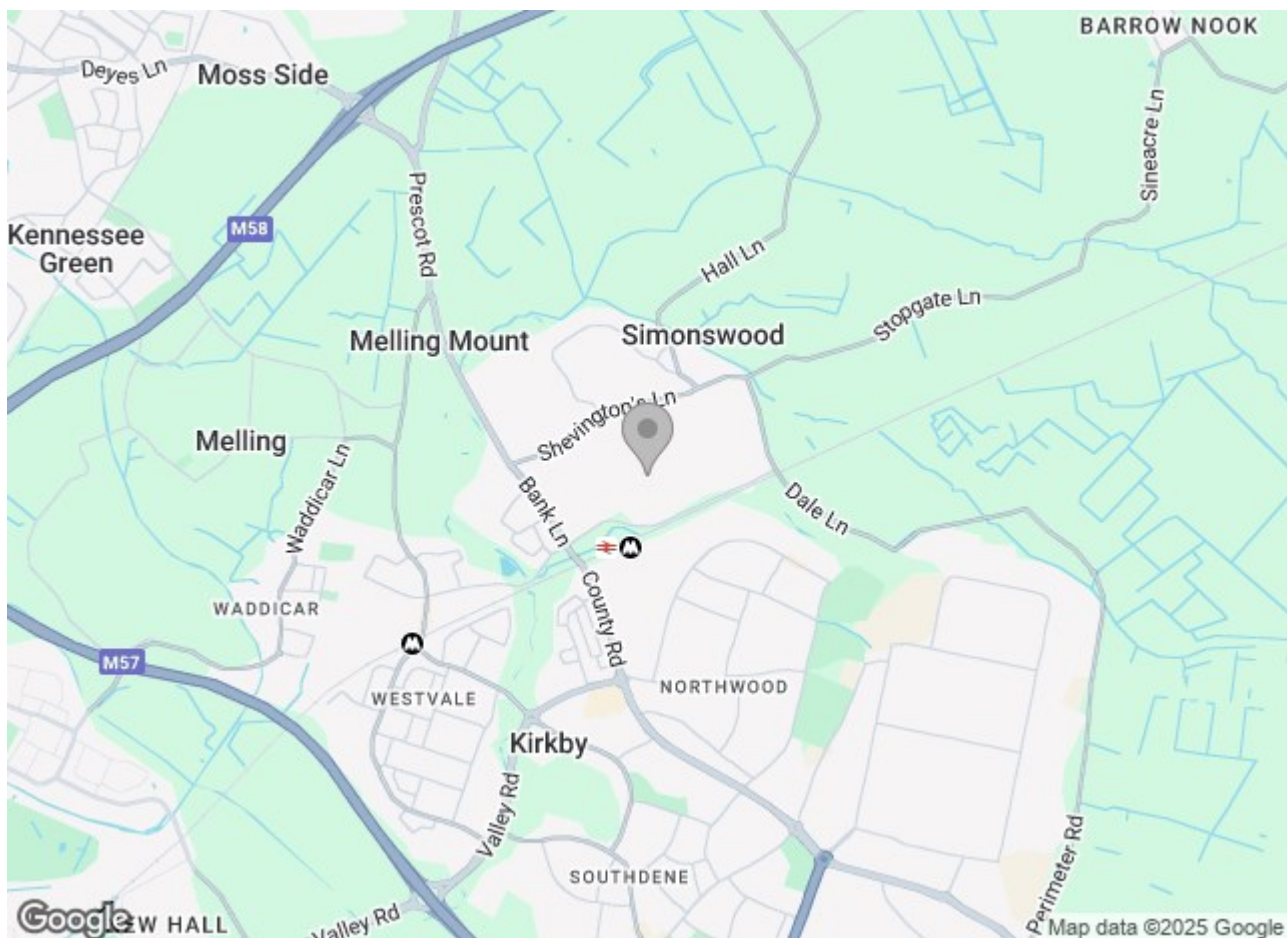 BARROW NOOK
Deyes Ln
Moss Side
Sineacre Ln
Prescot Rd
M58
Kennessee
Green
Hall Ln
Stopgate Ln
Melling Mount
Simonswood
Shevington's Ln
Melling
Waddicar Ln
Bank Ln
Dale Ln
WADDICAR
County Rd
M57
WESTVALE
NORTHWOOD
Kirkby
Valley Rd
SOUTHDENE
Perimeter Rd
Valley Rd
Google
EW HALL
Map data ©2025 Google